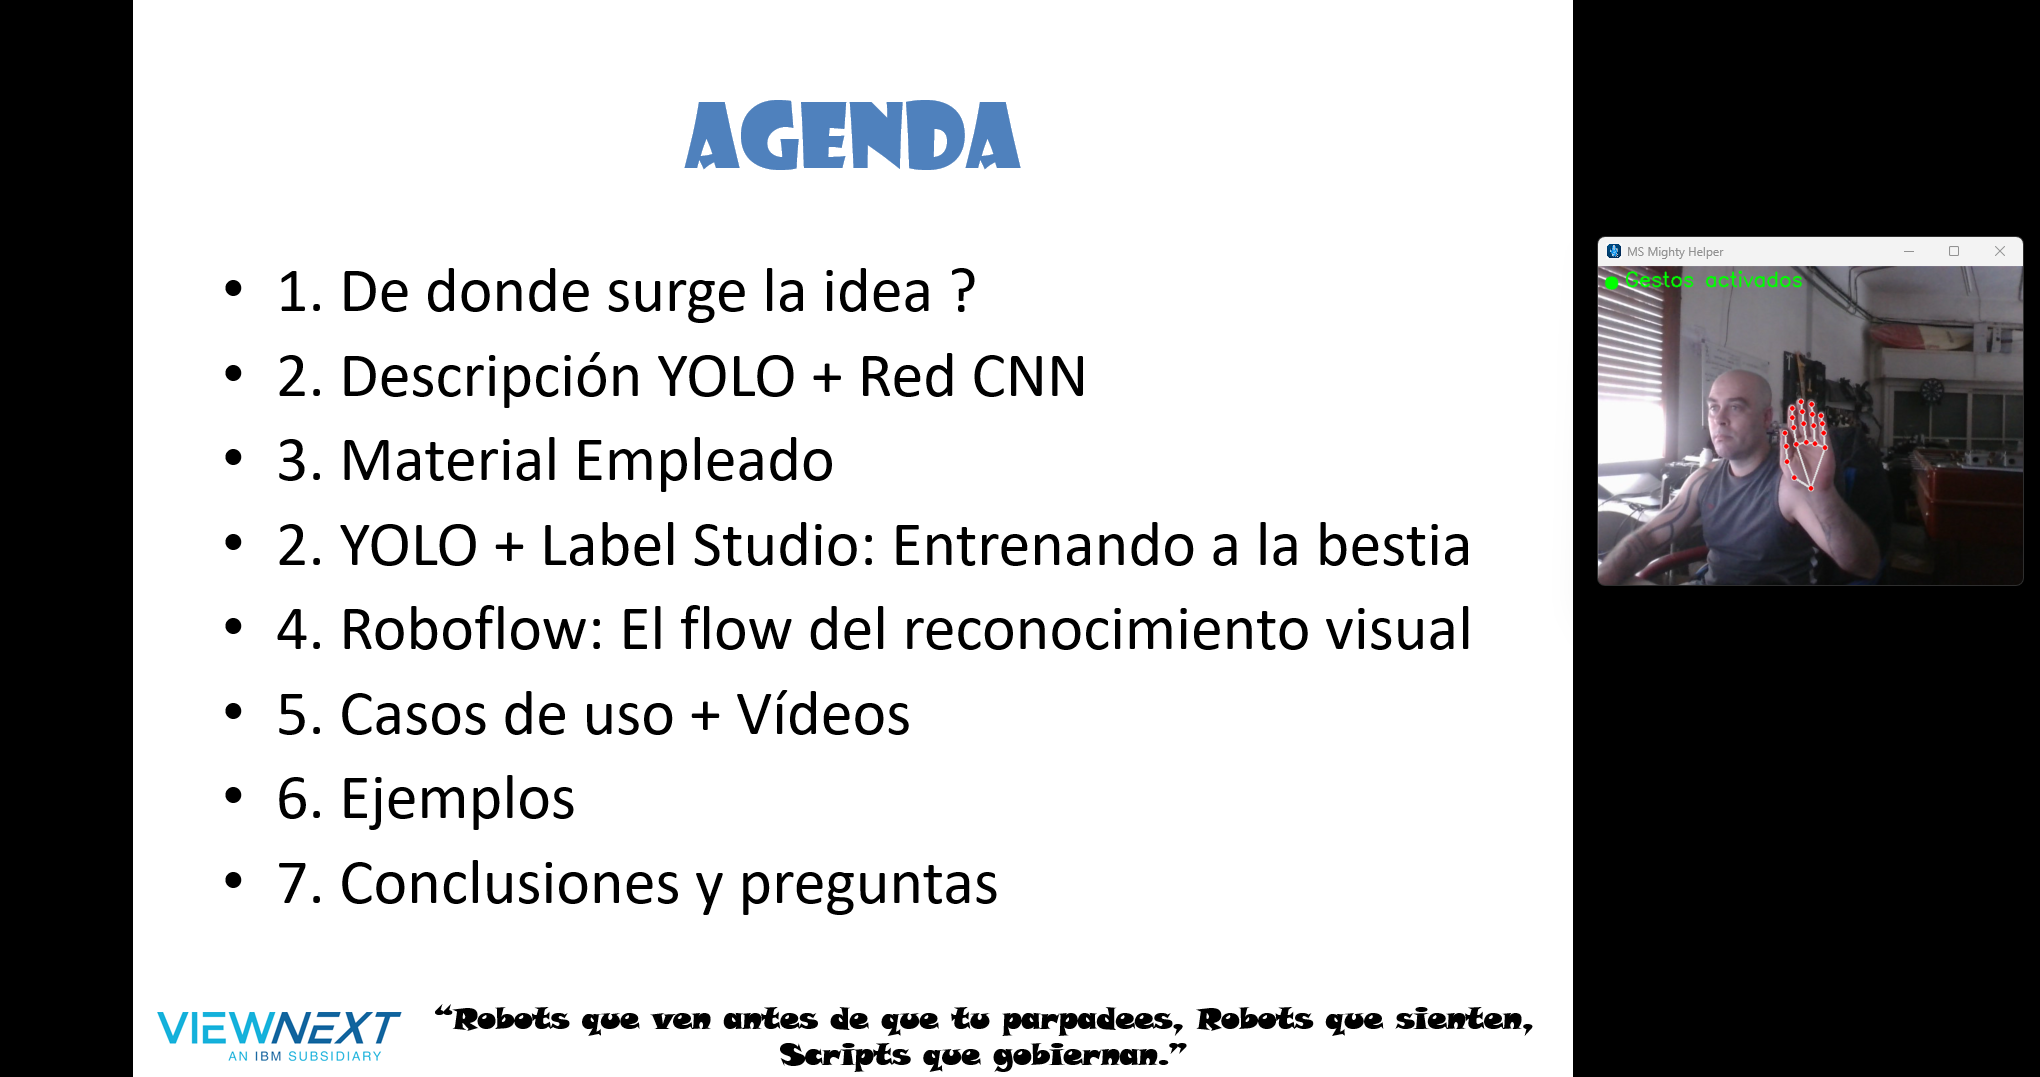 AGENDA
• 1. De donde surge la idea ?
• 2. Descripción YOLO + Red CNN
• 3. Material Empleado
• 2. YOLO + Label Studio: Entrenando a la bestia
• 4. Roboflow: El flow del reconocimiento visual
• 5. Casos de uso + Vídeos
• 6. Ejemplos
• 7. Conclusiones y preguntas
VIEWNEXT
AN IBM SUBSIDIARY
“Robots que ven antes de que tu parpadees, Robots que sienten,
Scripts que gobiernan.”
MS Mighty Helper
Gestos activados